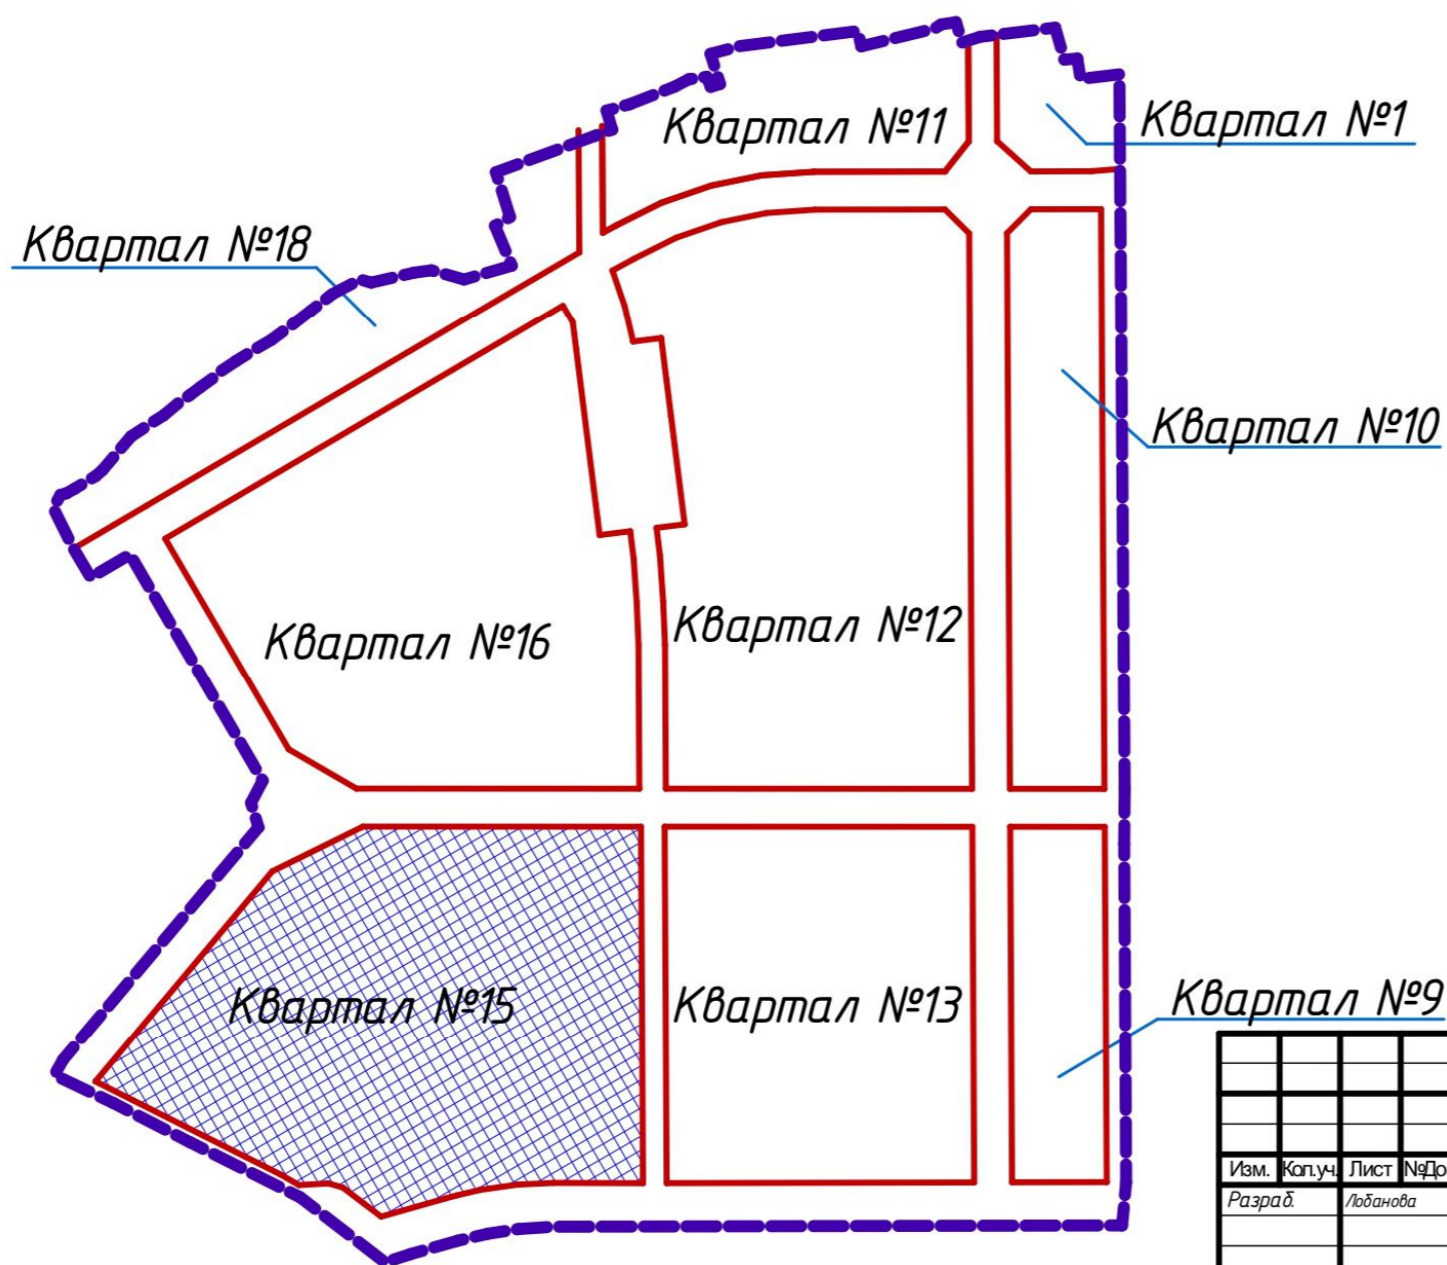 Квартал №11
Квартал №1
Квартал №18
Квартал №10
Квартал №12
Квартал №16
Квартал №9
Квартал №15
Квартал №13
Изм. Кол.уч. Лист №До
Разраб. Лобанова